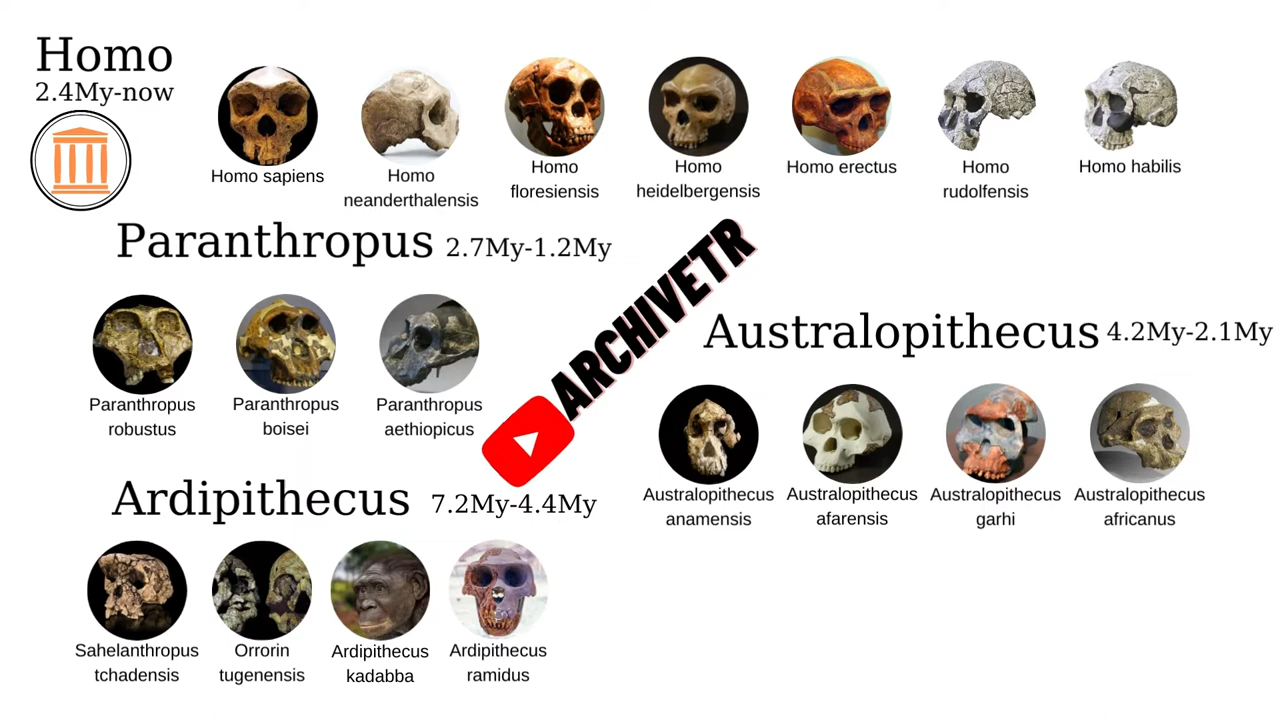 Homo
2.4My-now
Homo sapiens
Homo
neanderthalensis
Homo
floresiensis
Homo
heidelbergensis
Homo erectus
Homo
rudolfensis
Homo habilis
Paranthropus 2.7My-1.2My
Paranthropus
robustus
Paranthropus
boisei
Paranthropus
aethiopicus
ARCHIVETR
Australopithecus 4.2My-2.1My
Australopithecus
anamensis
Australopithecus
afarensis
Australopithecus
garhi
Australopithecus
africanus
Ardipithecus 7.2My-4.4My
Sahelanthropus
tchadensis
Orrorin
tugenensis
Ardipithecus
kadabba
Ardipithecus
ramidus